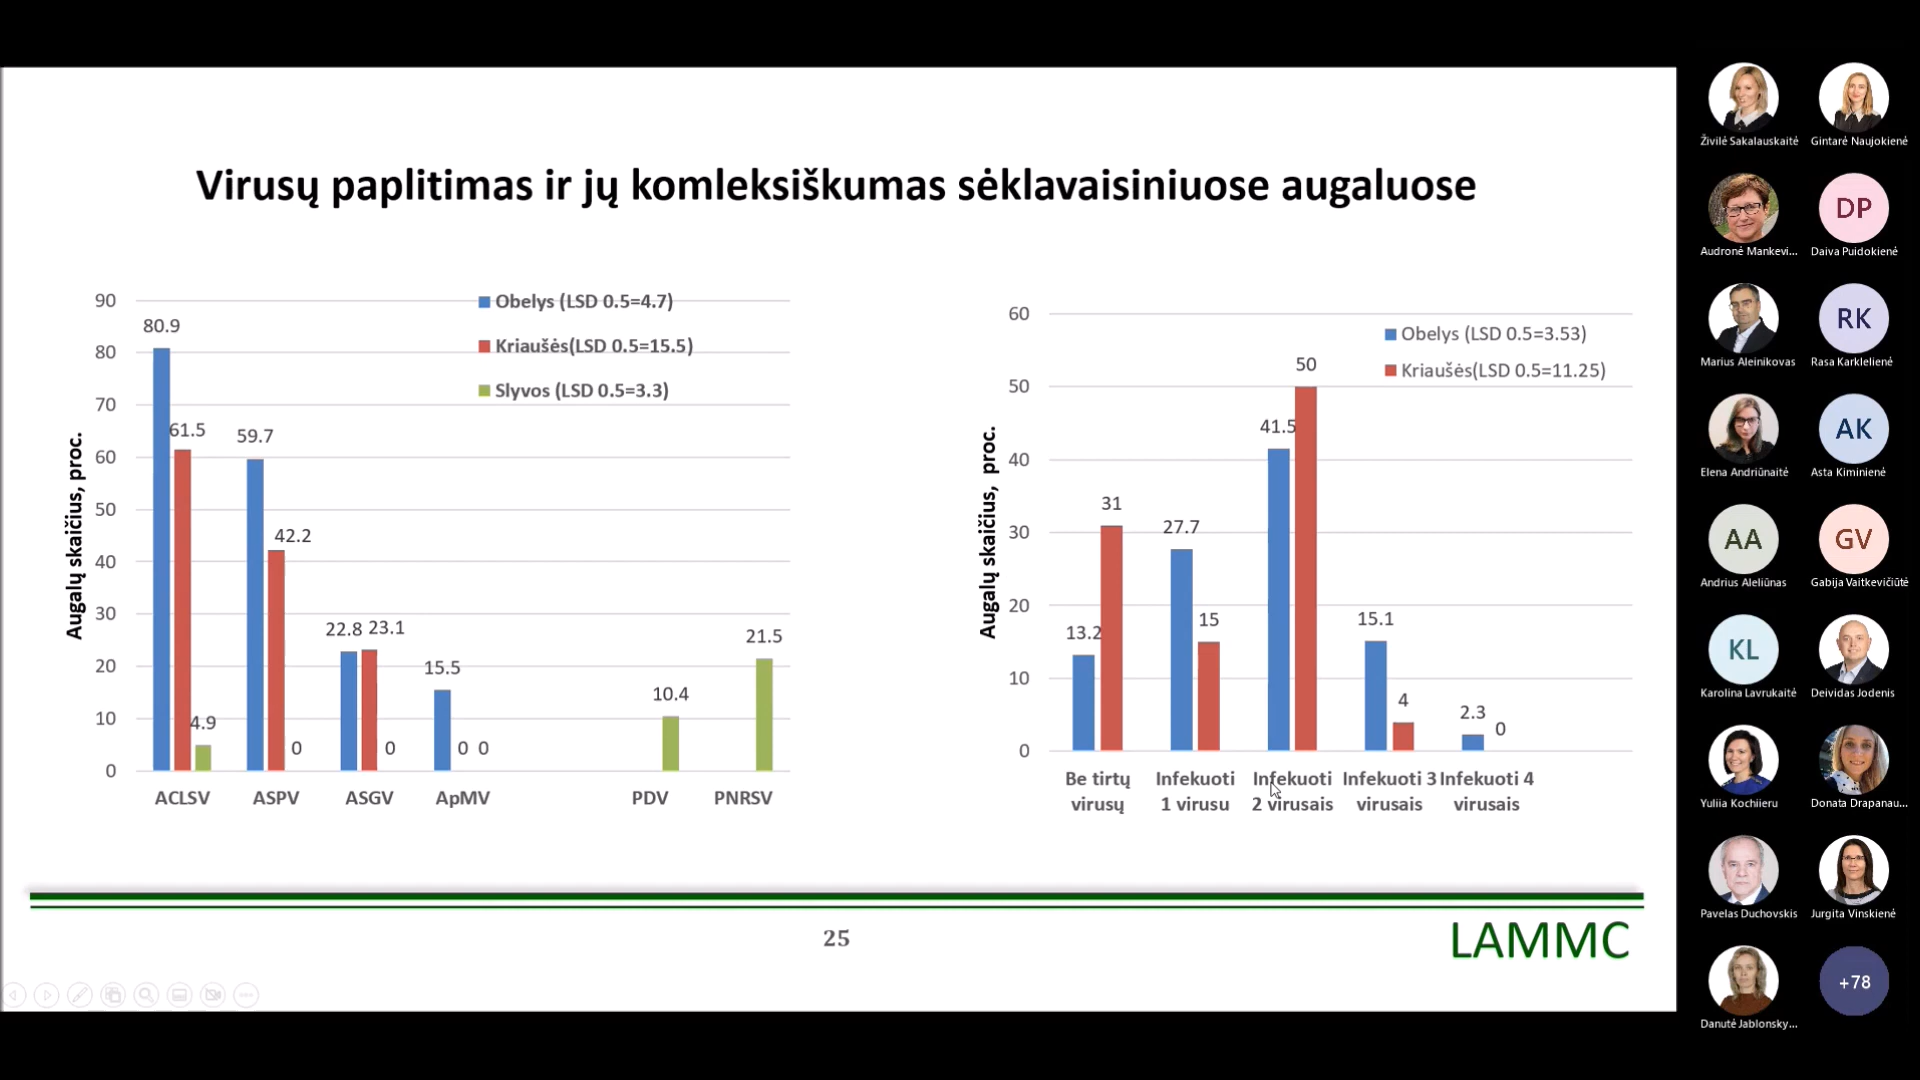 Virusų paplitimas ir jų komleksiškumas sėklavaisiniuose augaluose
Augalų skaičius, proc.
90
80
70
60
50
40
30
20
10
0
Obelys (LSD 0.5=4.7)
Kriaušės(LSD 0.5=15.5)
Slyvos (LSD 0.5=3.3)
80.9
61.5
4.9
59.7
42.2
0
22.8
23.1
0
15.5
0
0
10.4
21.5
ACLSV
ASPV
ASGV
ApMV
PDV
PNRSV
Augalų skaičius, proc.
60
50
40
30
20
10
0
Obelys (LSD 0.5=3.53)
Kriaušės(LSD 0.5=11.25)
13.2
31
27.7
15
41.5
50
15.1
4
2.3
0
Be tirtų
virusų
Infekuoti
1 virusu
Infekuoti
2 virusais
Infekuoti 3
virusais
Infekuoti 4
virusais
25
LAMMC
Živilė Sakalauskaitė
Gintarė Naujokienė
Audronė Mankevi...
DP
Daiva Puidokienė
Marius Aleinikovas
RK
Rasa Karklelienė
Elena Andriūnaitė
AK
Asta Kiminienė
AA
Andrius Aleliūnas
GV
Gabija Vaitkevičiūtė
KL
Karolina Lavrukaitė
Deividas Jodenis
Yuliia Kochiieru
Donata Drapanau...
Pavelas Duchovskis
Jurgita Vinskienė
Danutė Jablonsky...
+78